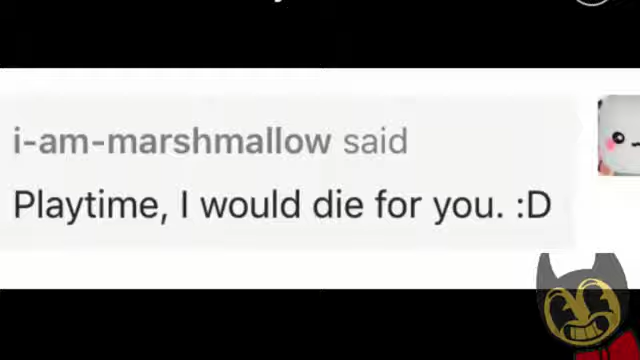 i-am-marshmallow said
Playtime, I would die for you. :D